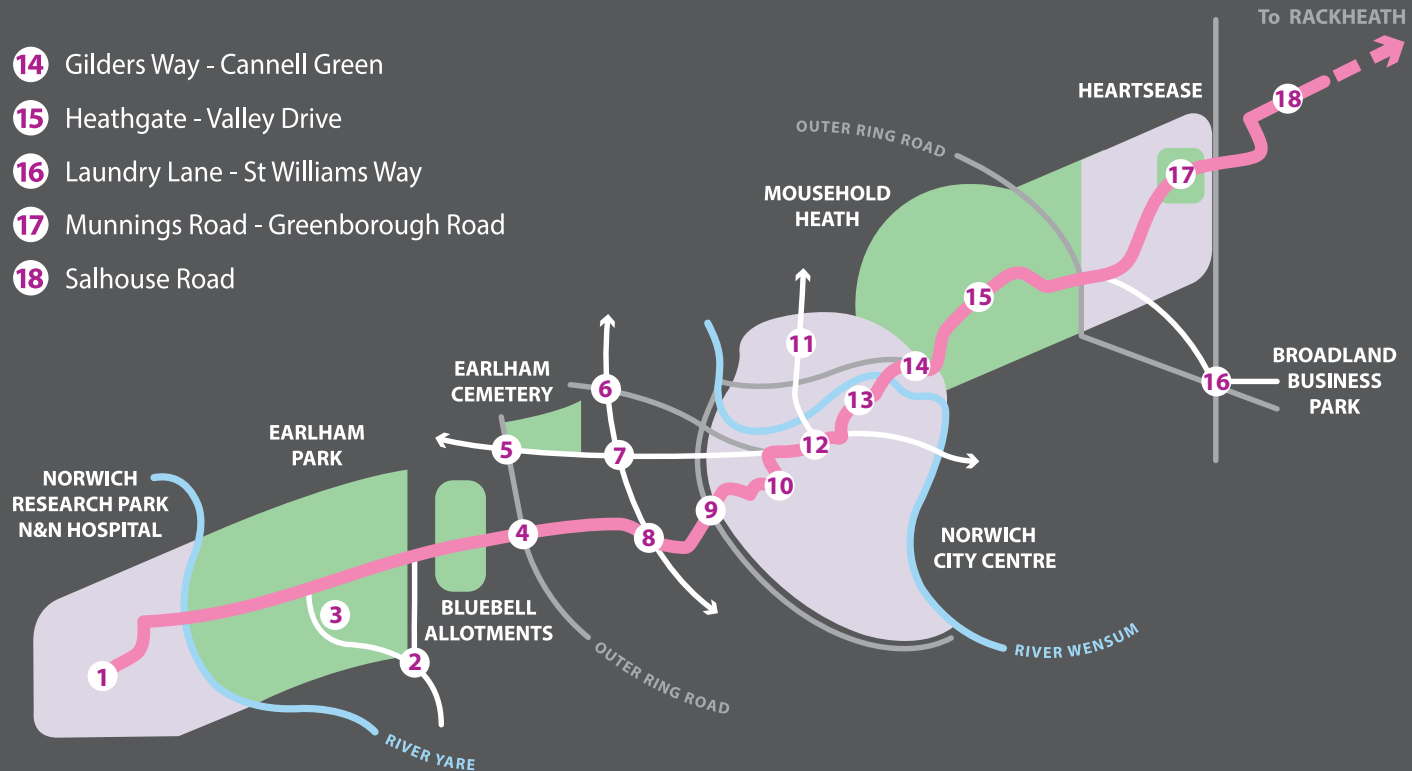 To RACKHEATH
14 Gilders Way - Cannell Green
15 Heathgate - Valley Drive
16 Laundry Lane - St Williams Way
17 Munnings Road - Greenborough Road
18 Salhouse Road
HEARTSEASE
18
OUTER RING ROAD
17
MOUSEHOLD
HEATH
15
11
14
EARLHAM
CEMETERY
6
13
16
BROADLAND
BUSINESS
PARK
EARLHAM
PARK
5
7
12
10
NORWICH
RESEARCH PARK
N&N HOSPITAL
4
8
9
NORWICH
CITY CENTRE
3
BLUEBELL
ALLOTMENTS
1
2
OUTER RING ROAD
RIVER WENSUM
RIVER YARE